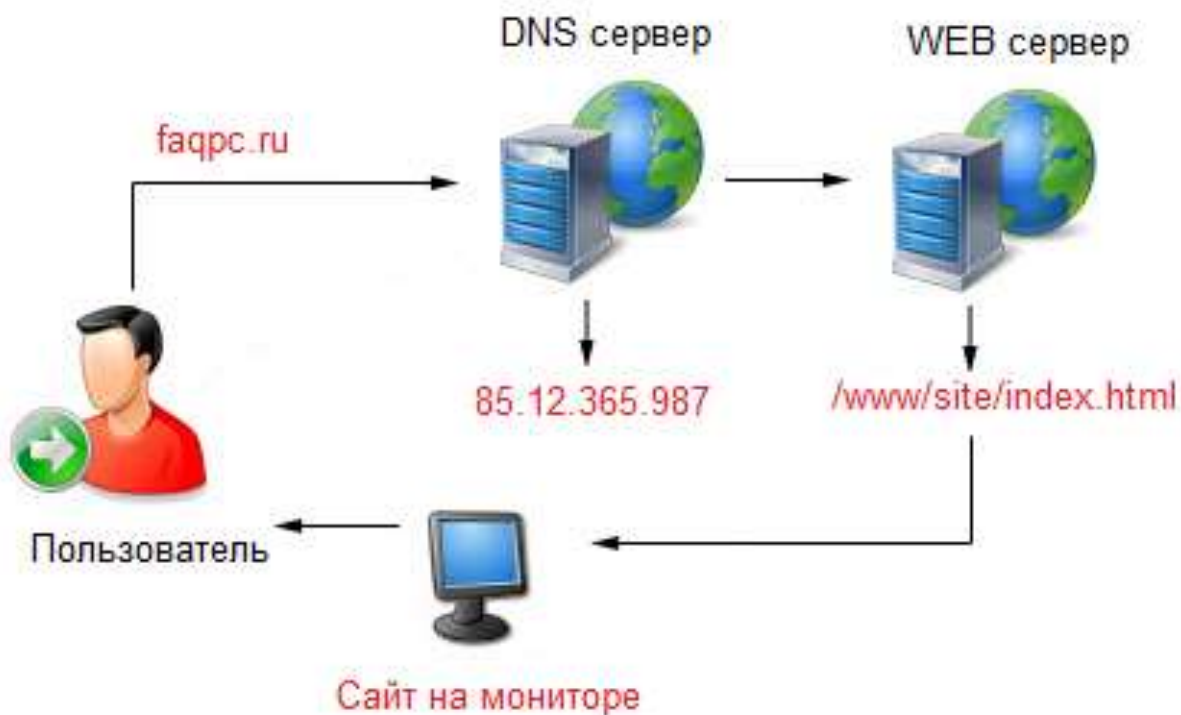 DNS сервер
WEB сервер
faqpc.ru
85.12.365.987
/www/site/index.html
Пользователь
Сайт на мониторе